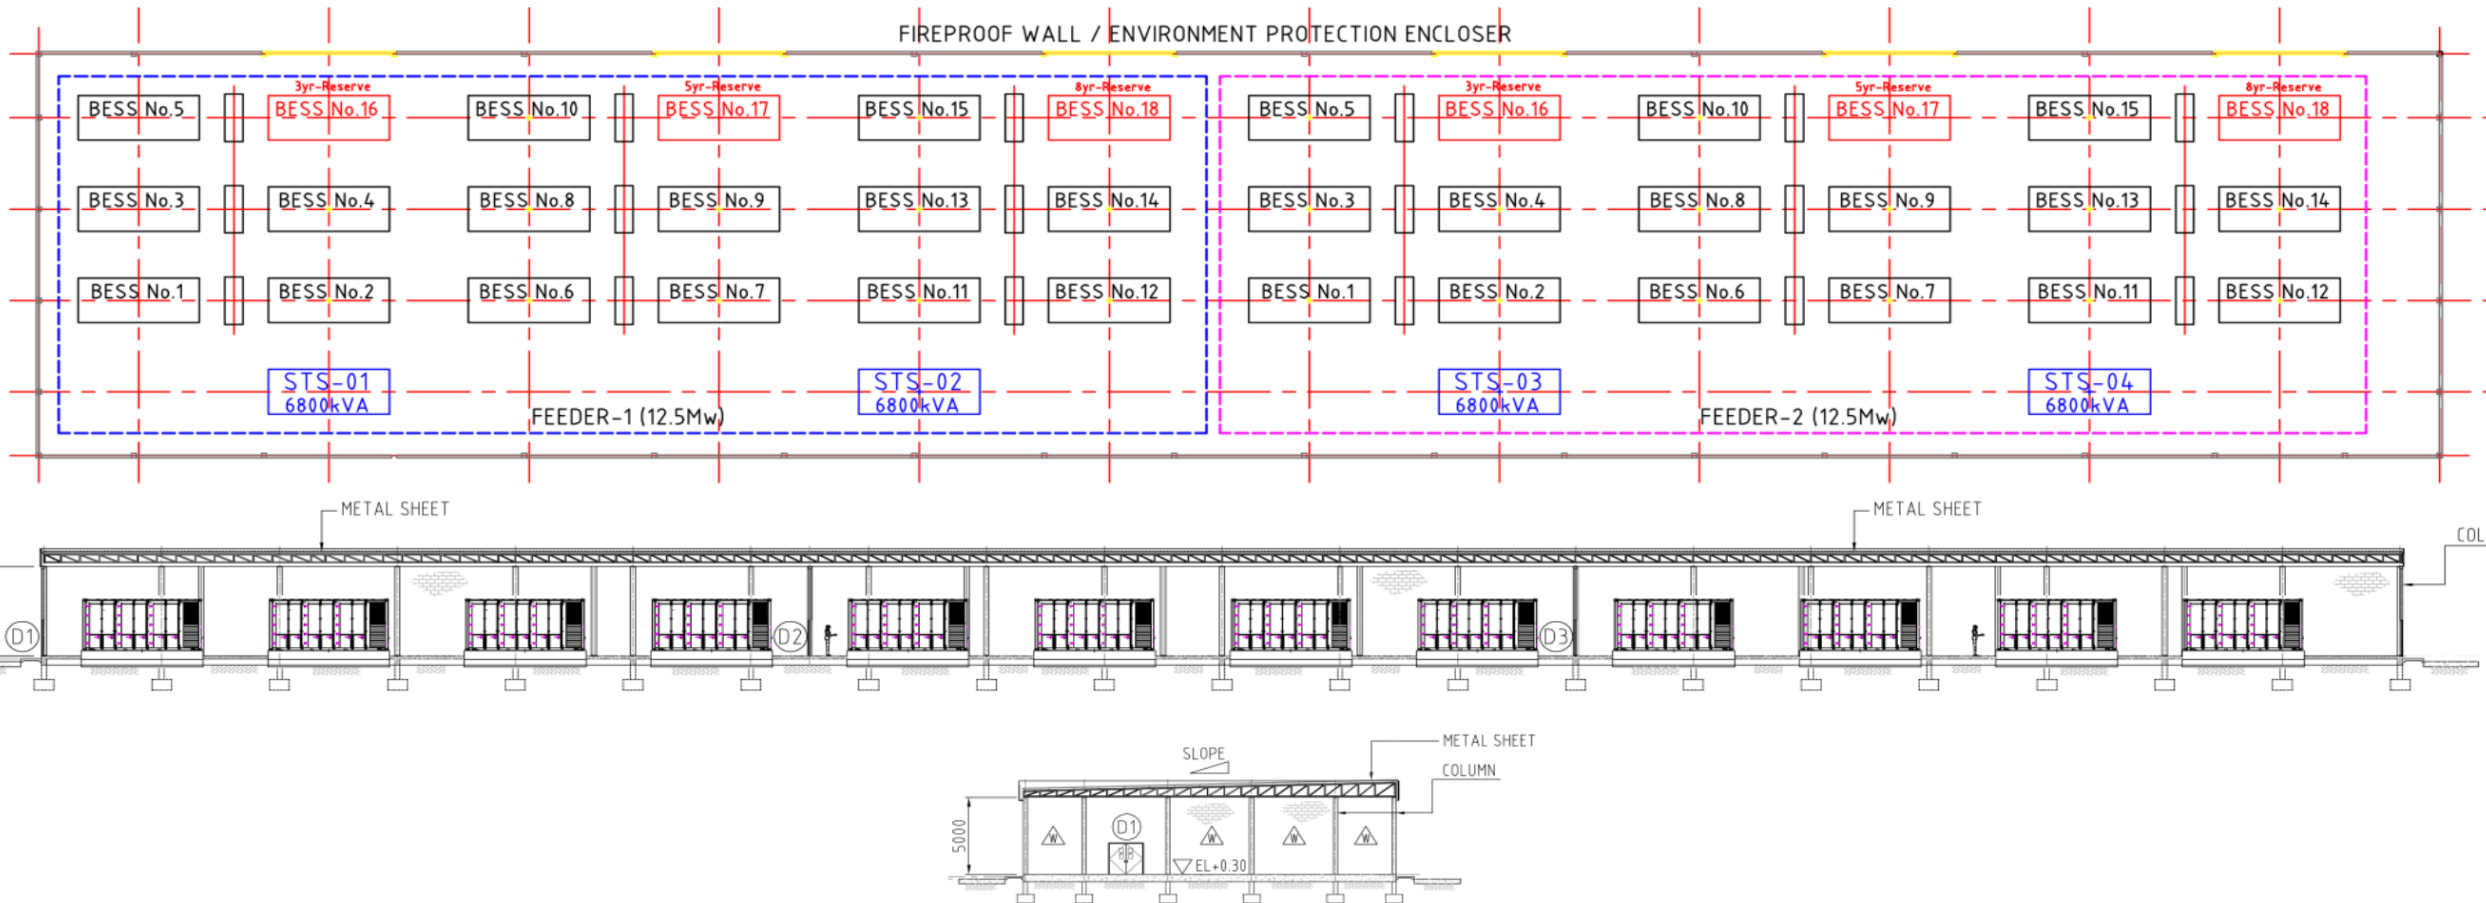 FIREPROOF WALL / ENVIRONMENT PROTECTION ENCLOSER
3yr-Reserve
5yr-Reserve
8yr-Reserve
3yr-Reserve
5yr-Reserve
8yr-Reserve
BESS No.5
BESS No.16
BESS No.10
BESS No.17
BESS No.15
BESS No.18
BESS No.5
BESS No.16
BESS No.10
BESS No.17
BESS No.15
BESS No.18
BESS No.3
BESS No.4
BESS No.8
BESS No.9
BESS No.13
BESS No.14
BESS No.3
BESS No.4
BESS No.8
BESS No.9
BESS No.13
BESS No.14
BESS No.1
BESS No.2
BESS No.6
BESS No.7
BESS No.11
BESS No.12
BESS No.1
BESS No.2
BESS No.6
BESS No.7
BESS No.11
BESS No.12
STS-01
6800kVA
STS-02
6800kVA
STS-03
6800kVA
STS-04
6800kVA
FEEDER-1 (12.5Mw)
FEEDER-2 (12.5Mw)
METAL SHEET
METAL SHEET
COL
D1
D2
D3
METAL SHEET
SLOPE
COLUMN
5000
D1
W
W
W
W
EL+0.30